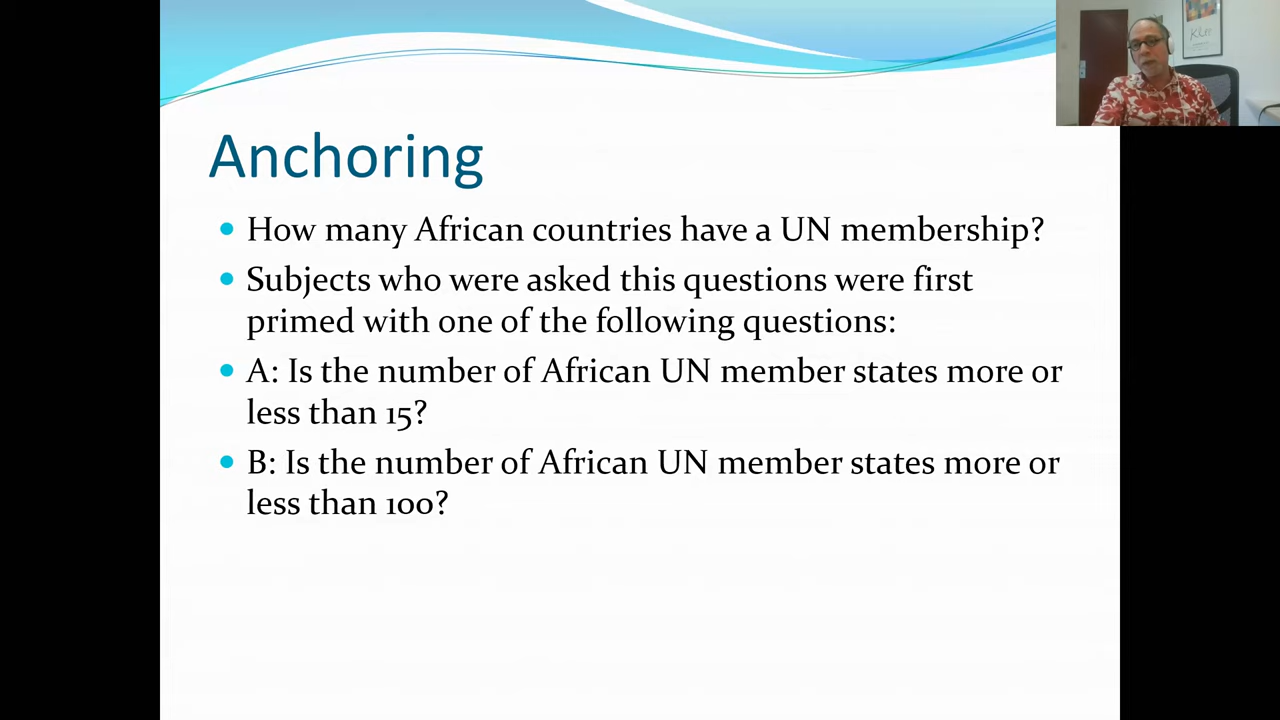 Anchoring
How many African countries have a UN membership?
Subjects who were asked this questions were first
primed with one of the following questions:
A: Is the number of African UN member states more or
less than 15?
B: Is the number of African UN member states more or
less than 100?
KLEE